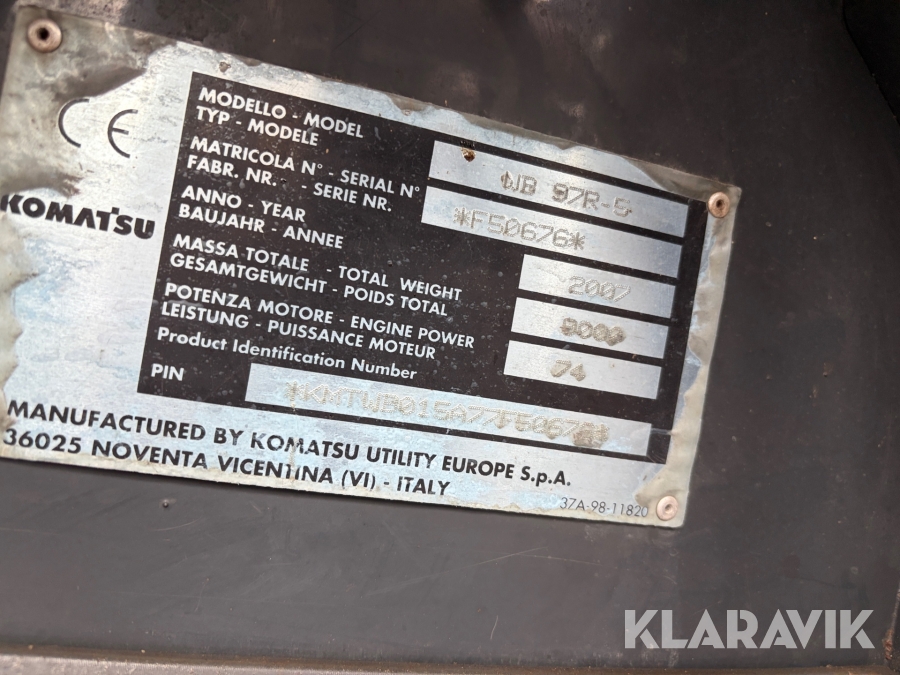 CE
KOMATSU
MODELLO - MODEL
TYP - MODELE
WB 97R-5
MATRICOLA N° - SERIAL N°
FABR. NR. - SERIE NR.
*F50676*
ANNO - YEAR
BAUJAHR - ANNEE
2007
MASSA TOTALE - TOTAL WEIGHT
GESAMTGEWICHT - POIDS TOTAL
POTENZA MOTORE - ENGINE POWER
LEISTUNG - PUISSANCE MOTEUR
74
Product Identification Number
PIN
MANUFACTURED BY KOMATSU UTILITY EUROPE S.p.A.
36025 NOVENTA VICENTINA (VI) - ITALY
37A-98-11820
KLARAVIK